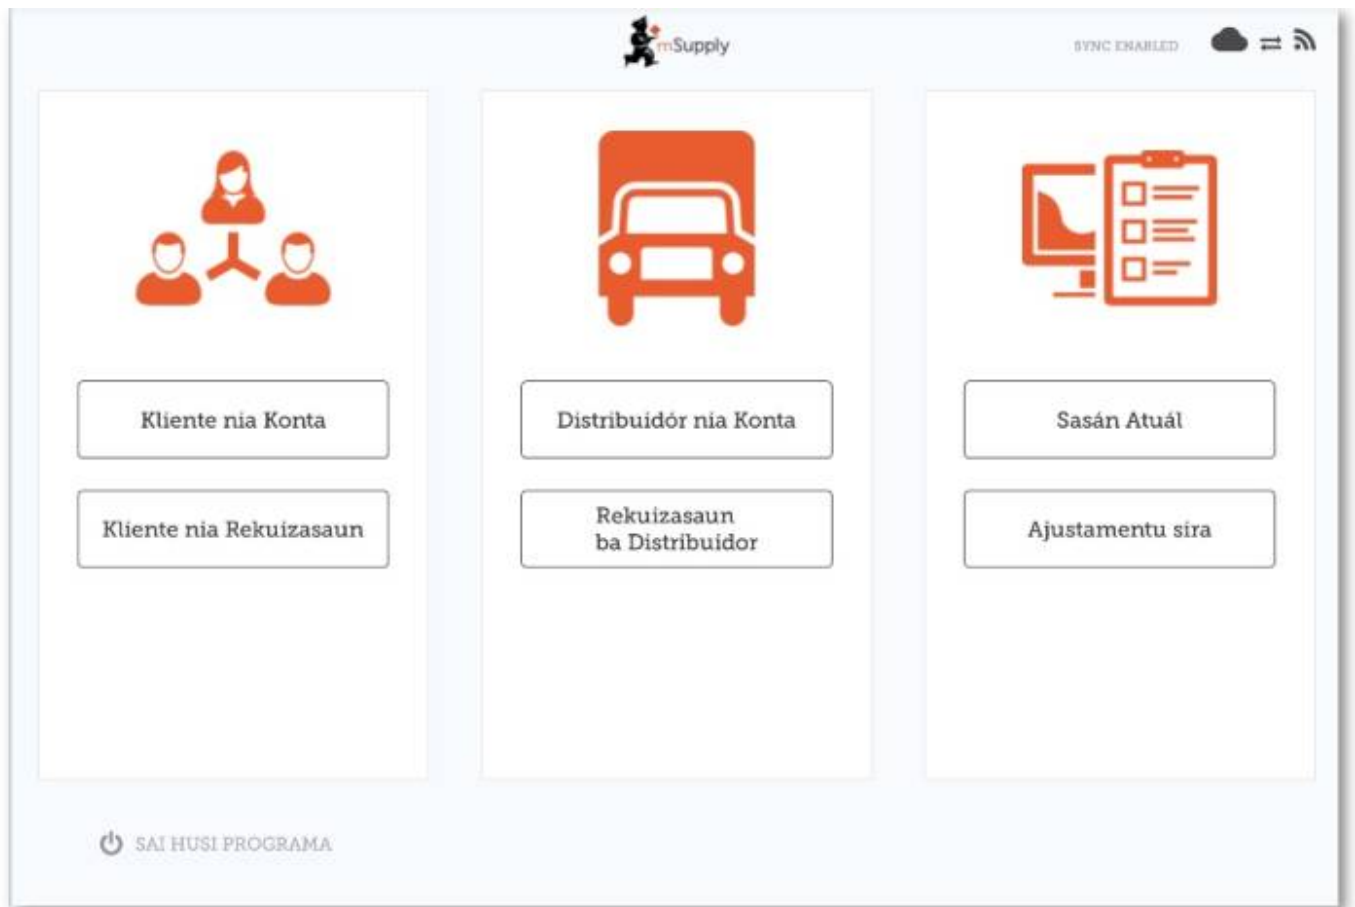 mSupply
SYNC ENABLED
Kliente nia Konta
Kliente nia Rekuizasaun
Distribuidór nia Konta
Rekuizasaun
ba Distribuidor
Sasán Atuál
Ajustamentu sira
SAI HUSI PROGRAMA